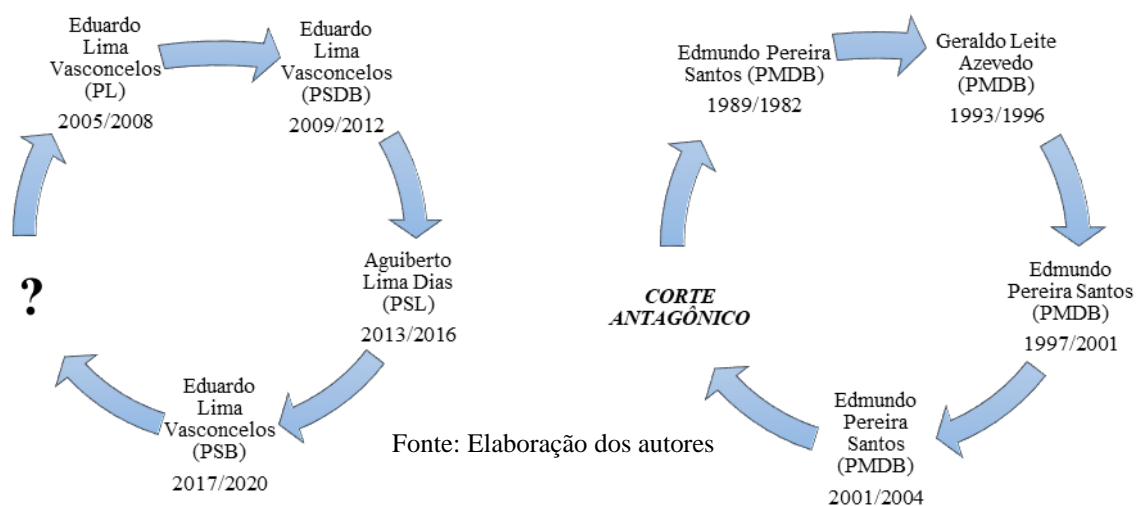 Eduardo
Lima
Vasconcelos
(PL)
2005/2008
Eduardo
Lima
Vasconcelos
(PSDB)
2009/2012
Aguiberto
Lima Dias
(PSL)
2013/2016
Eduardo
Lima
Vasconcelos
(PSB)
2017/2020
?
Edmundo Pereira
Santos (PMDB)
1989/1982
Geraldo Leite
Azevedo
(PMDB)
1993/1996
Edmundo
Pereira Santos
(PMDB)
1997/2001
Edmundo
Pereira
Santos
(PMDB)
2001/2004
CORTE
ANTAGÔNICO
Fonte: Elaboração dos autores